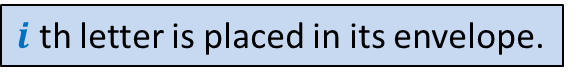 i th letter is placed in its envelope.